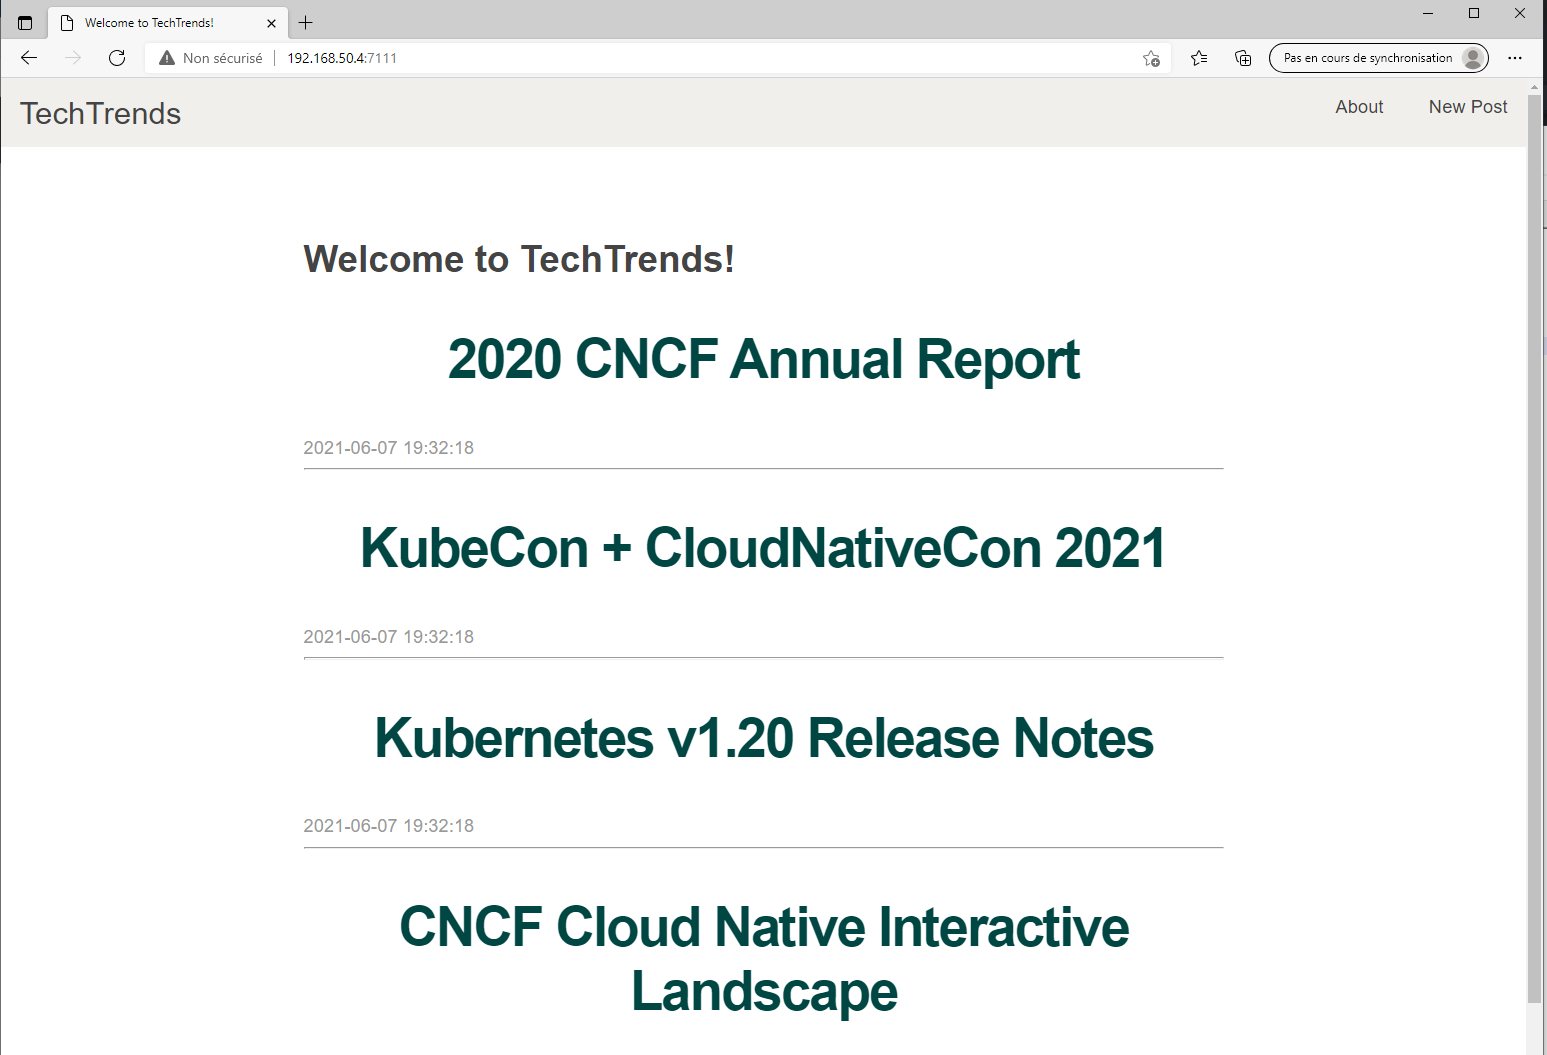 Welcome to TechTrends!
Non sécurisé
192.168.50.4:7111
Pas en cours de synchronisation
TechTrends
About
New Post
Welcome to TechTrends!
2020 CNCF Annual Report
2021-06-07 19:32:18
KubeCon + CloudNativeCon 2021
2021-06-07 19:32:18
Kubernetes v1.20 Release Notes
2021-06-07 19:32:18
CNCF Cloud Native Interactive
Landscape